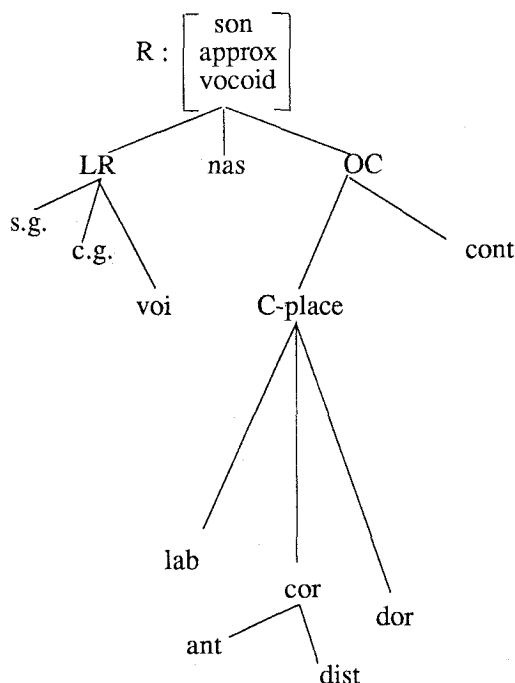 son
R : approx
vocoid
LR nas OC
s.g. c.g. cont
voi C-place
lab
cor dor
ant
dist